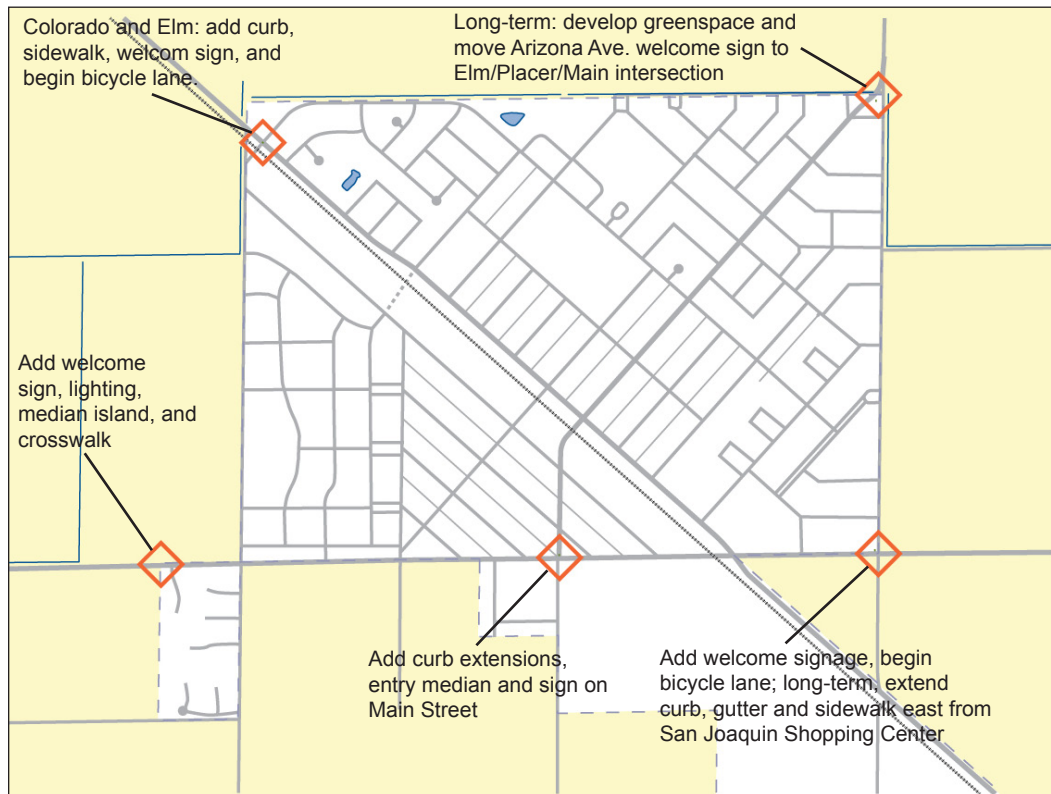 Colorado and Elm: add curb,
sidewalk, welcom sign, and
begin bicycle lane.
Long-term: develop greenspace and
move Arizona Ave. welcome sign to
Elm/Placer/Main intersection
Add welcome
sign, lighting,
median island, and
crosswalk
Add curb extensions,
entry median and sign on
Main Street
Add welcome signage, begin
bicycle lane; long-term, extend
curb, gutter and sidewalk east from
San Joaquin Shopping Center